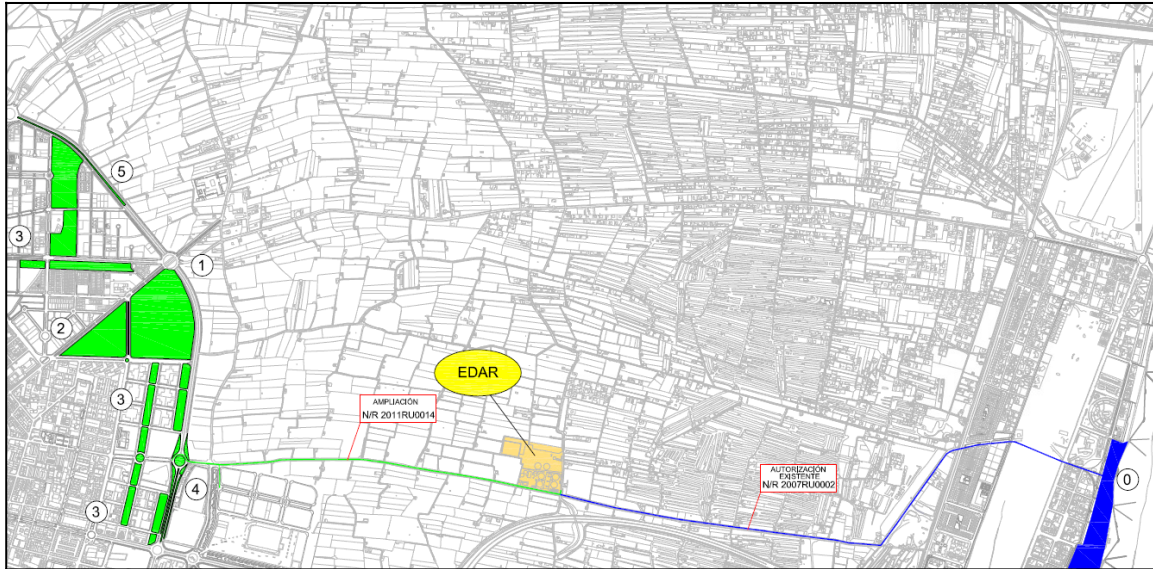 5
3
1
2
EDAR
3
AMPLIACIÓN
N/R 2011RU0014
AUTORIZACIÓN
EXISTENTE
N/R 2007RU0002
0
4
3